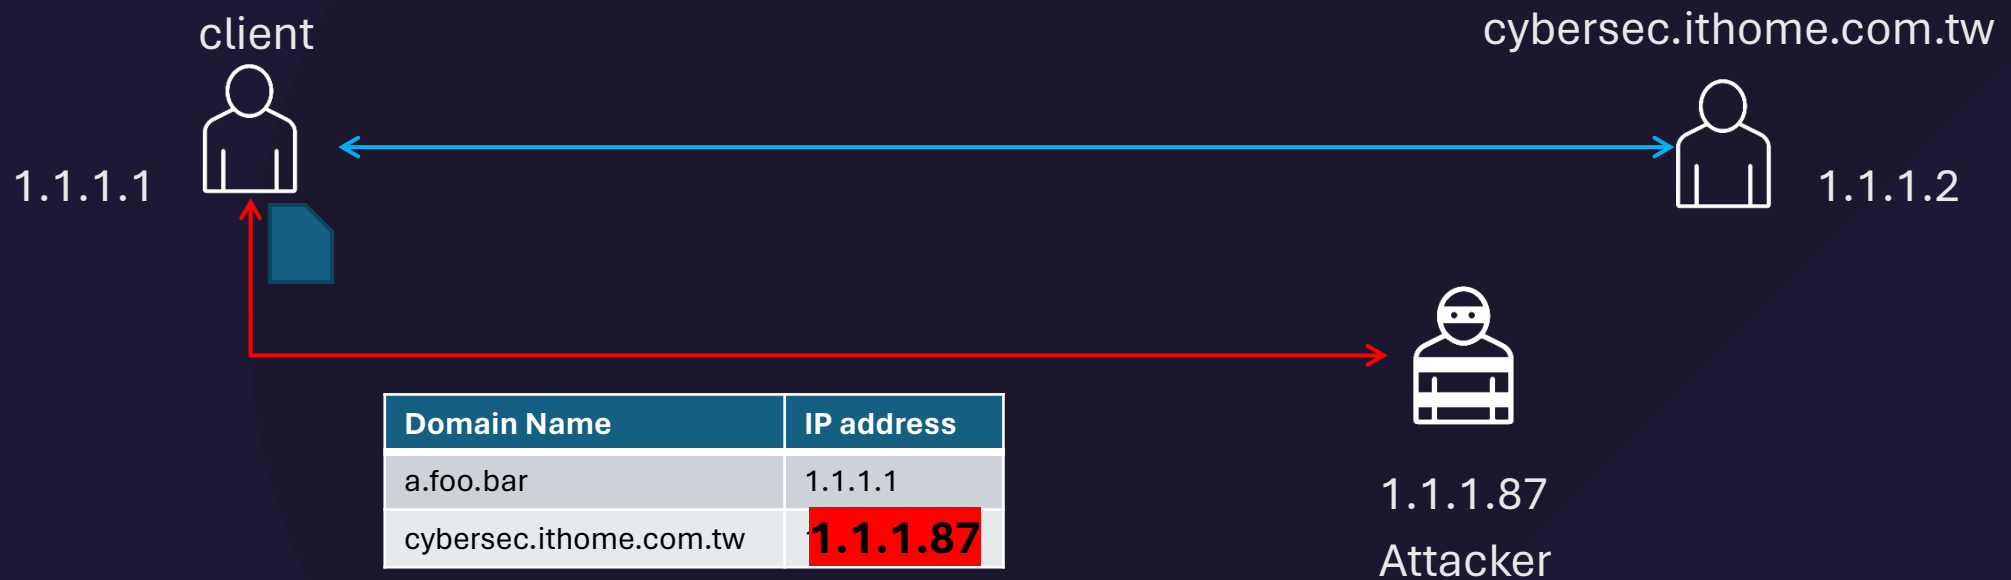 client
cybersec.ithome.com.tw
1.1.1.1
1.1.1.2
Domain Name IP address
a.foo.bar 1.1.1.1
cybersec.ithome.com.tw 1.1.1.87
1.1.1.87
Attacker